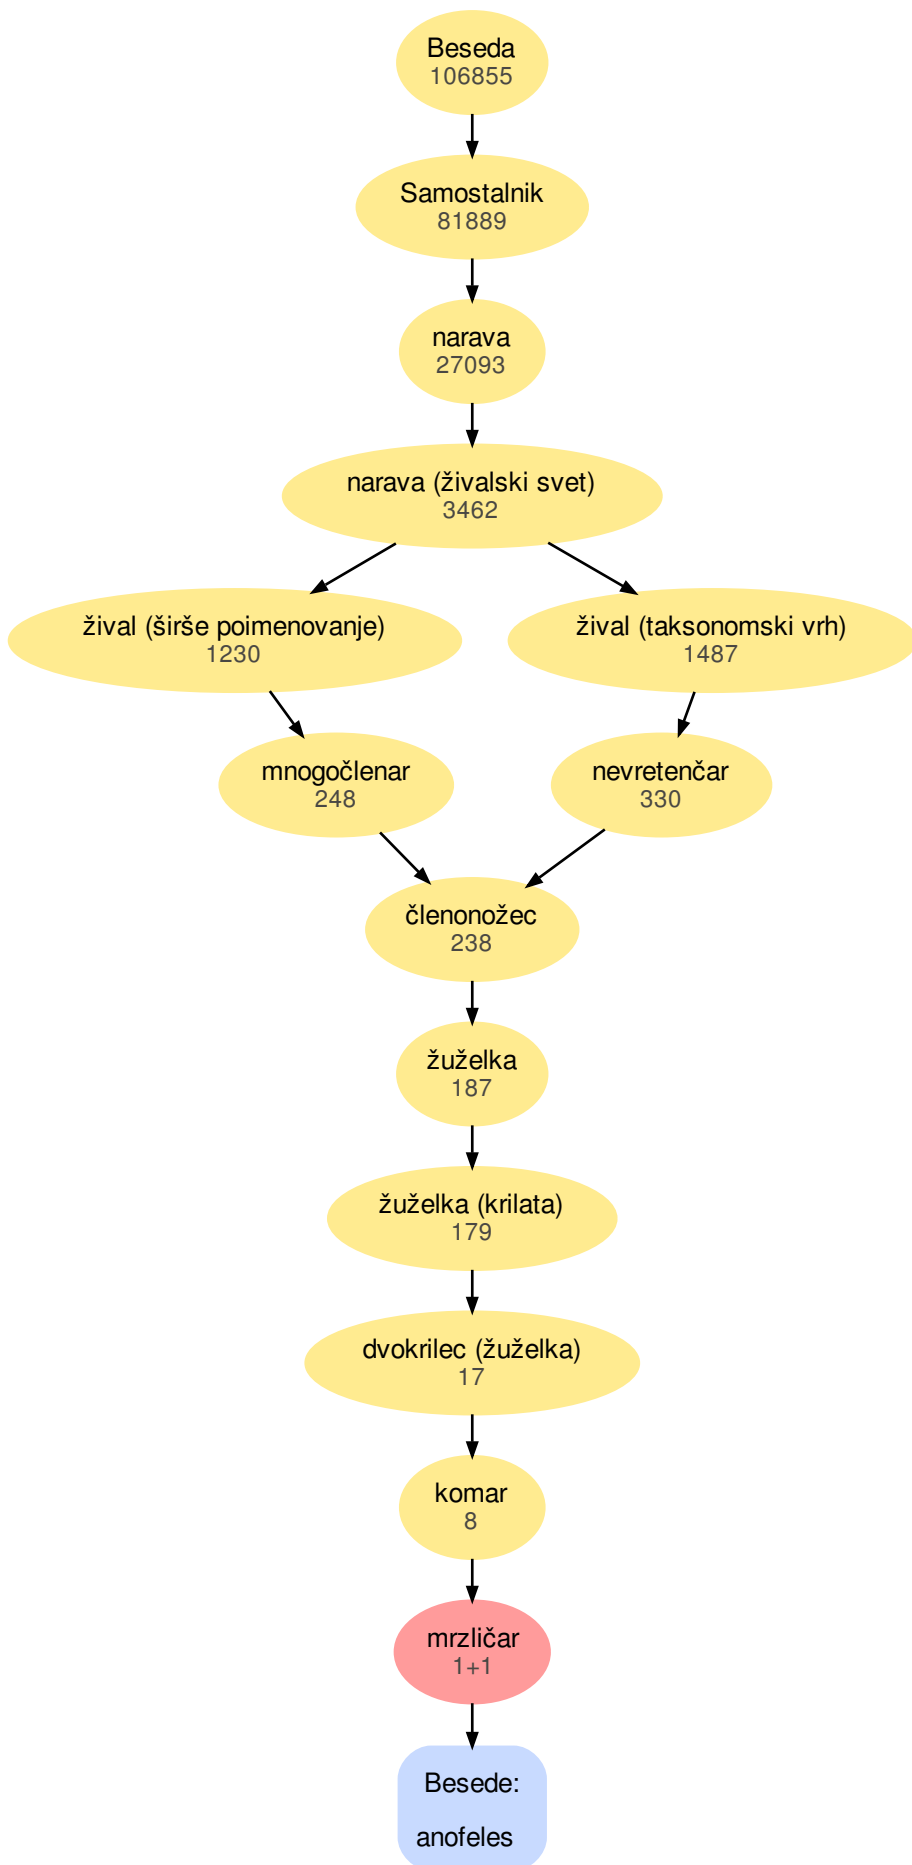 Beseda
106855
Samostalnik
81889
narava
27093
narava (živalski svet)
3462
žival (širše poimenovanje)
1230
žival (taksonomski vrh)
1487
mnogočlenar
248
nevretenčar
330
členonožec
238
žuželka
187
žuželka (krilata)
179
dvokrilec (žuželka)
17
komar
8
mrzličar
1+1
Besede:
anofeles